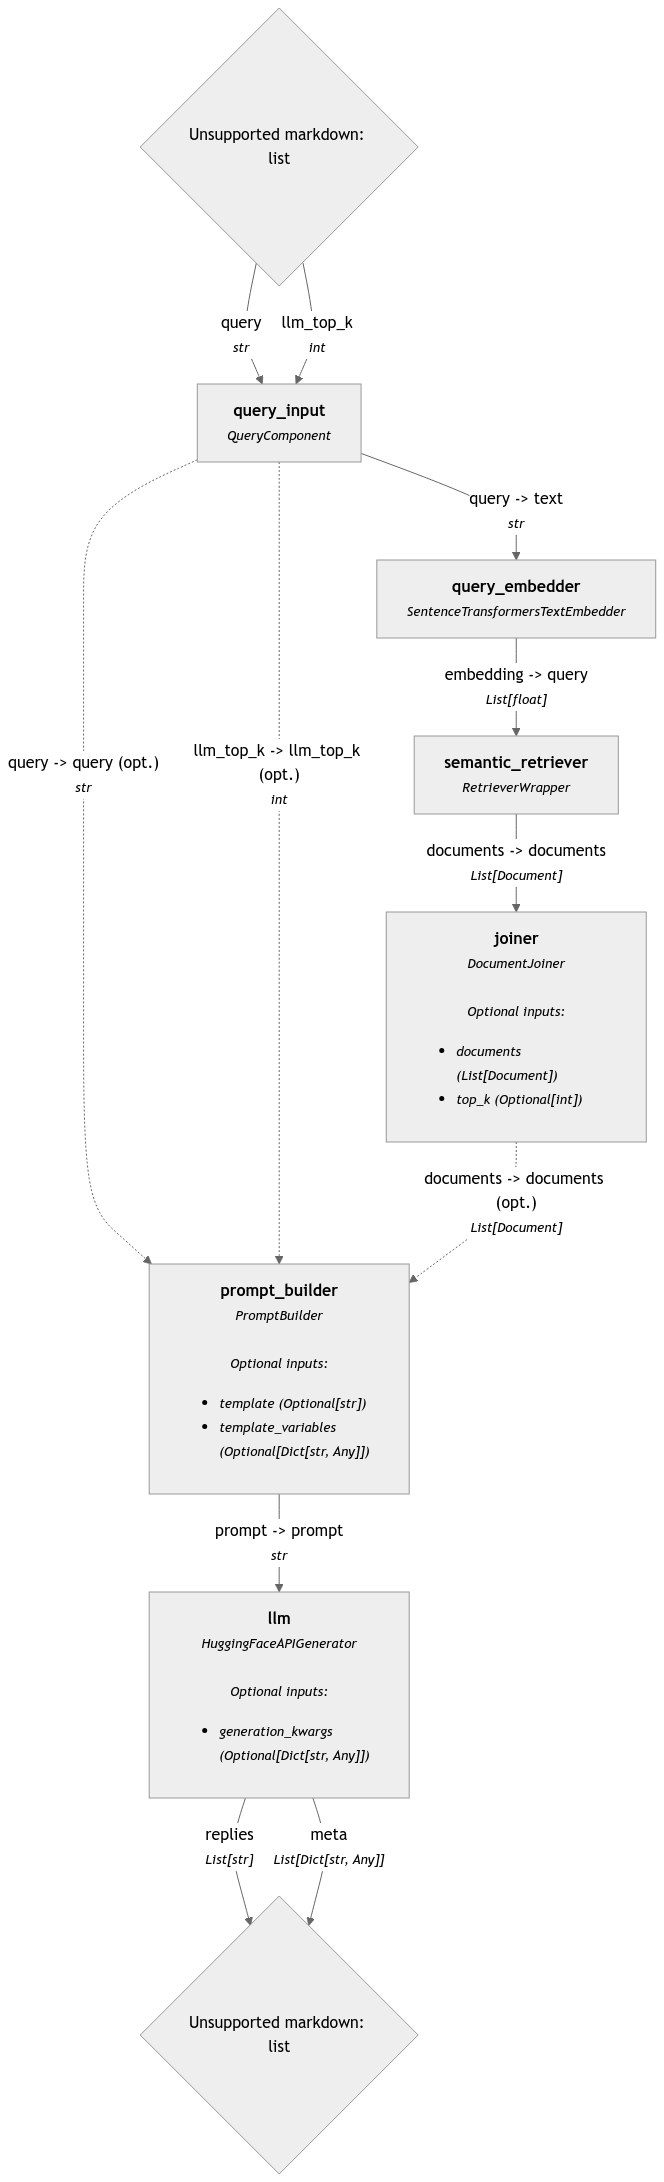 Unsupported markdown:
list
query
str
llm_top_k
int
query_input
QueryComponent
query -> text
str
query_embedder
SentenceTransformersTextEmbedder
embedding -> query
List[float]
query -> query (opt.)
str
llm_top_k -> llm_top_k
(opt.)
int
semantic_retriever
RetrieverWrapper
documents -> documents
List[Document]
joiner
DocumentJoiner
Optional inputs:
• documents
(List[Document])
• top_k (Optional[int])
documents -> documents
(opt.)
List[Document]
prompt_builder
PromptBuilder
Optional inputs:
• template (Optional[str])
• template_variables
(Optional[Dict[str, Any]])
prompt -> prompt
str
llm
HuggingFaceAPIGenerator
Optional inputs:
• generation_kwargs
(Optional[Dict[str, Any]])
replies
List[str]
meta
List[Dict[str, Any]]
Unsupported markdown:
list